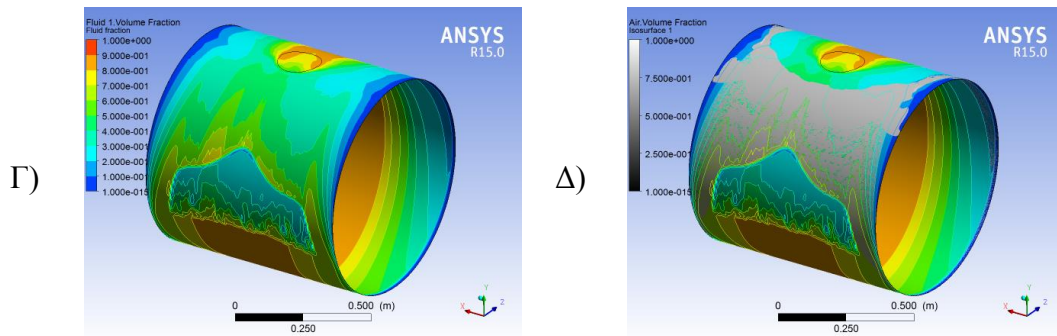 Γ)
Fluid 1.Volume Fraction
Fluid fraction
1.000e+000
9.000e-001
8.000e-001
7.000e-001
6.000e-001
5.000e-001
4.000e-001
3.000e-001
2.000e-001
1.000e-001
1.000e-015
ANSYS
R15.0
0
0.500 (m)
0.250
Y
X
Z
Δ)
Air.Volume Fraction
Isosurface 1
1.000e+000
7.500e-001
5.000e-001
2.500e-001
1.000e-015
ANSYS
R15.0
0
0.500 (m)
0.250
Y
X
Z